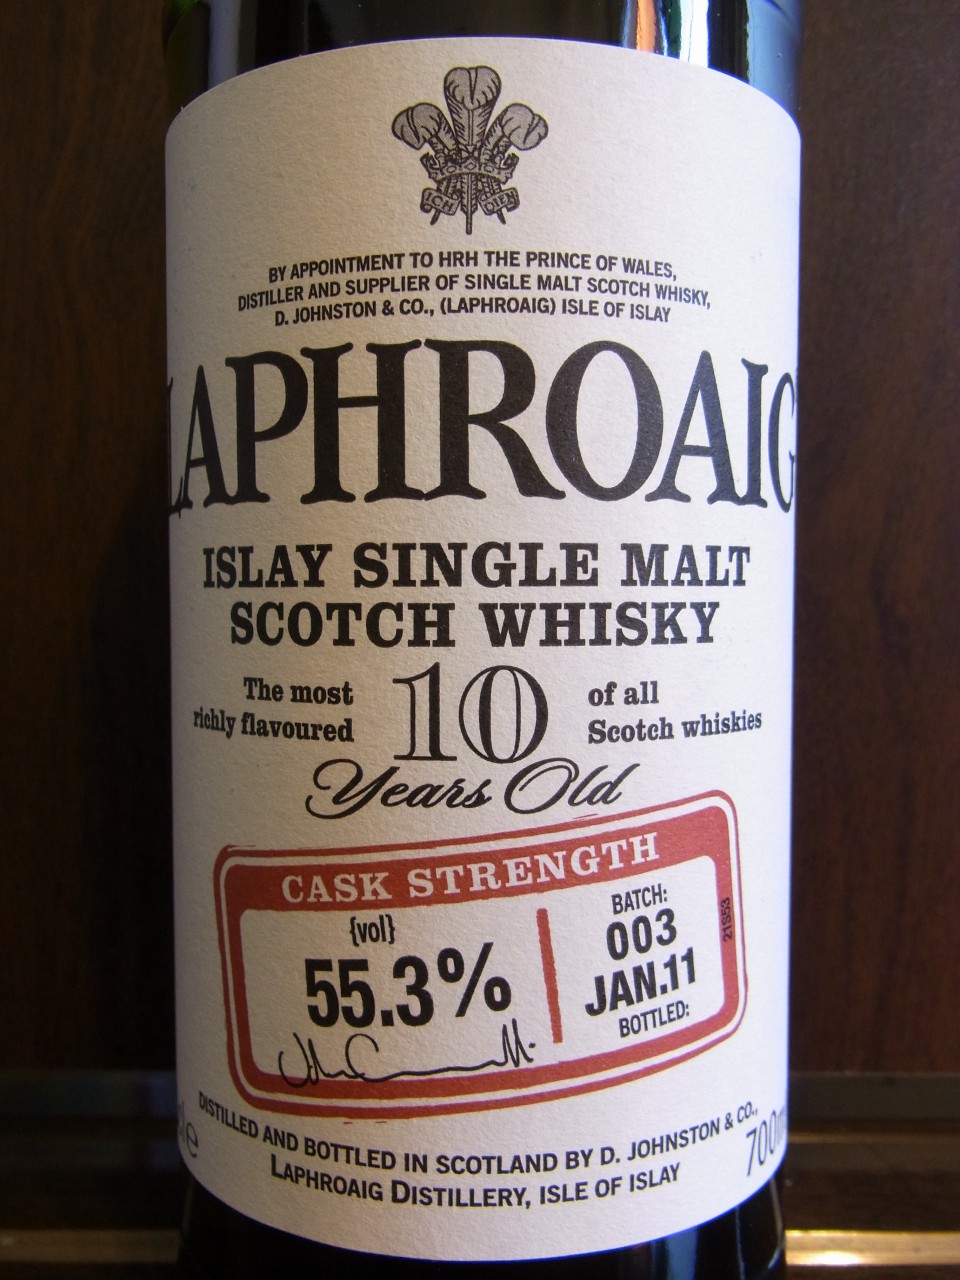 ICH DIEN
BY APPOINTMENT TO HRH THE PRINCE OF WALES,
DISTILLER AND SUPPLIER OF SINGLE MALT SCOTCH WHISKY,
D. JOHNSTON & CO., (LAPHROAIG) ISLE OF ISLAY
LAPHROAIG
ISLAY SINGLE MALT
SCOTCH WHISKY
The most richly flavoured
10
of all Scotch whiskies
Years Old
CASK STRENGTH
{vol}
55.3%
BATCH:
003
JAN.11
BOTTLED:
21S53
DISTILLED AND BOTTLED IN SCOTLAND BY D. JOHNSTON & CO.,
LAPHROAIG DISTILLERY, ISLE OF ISLAY
700m